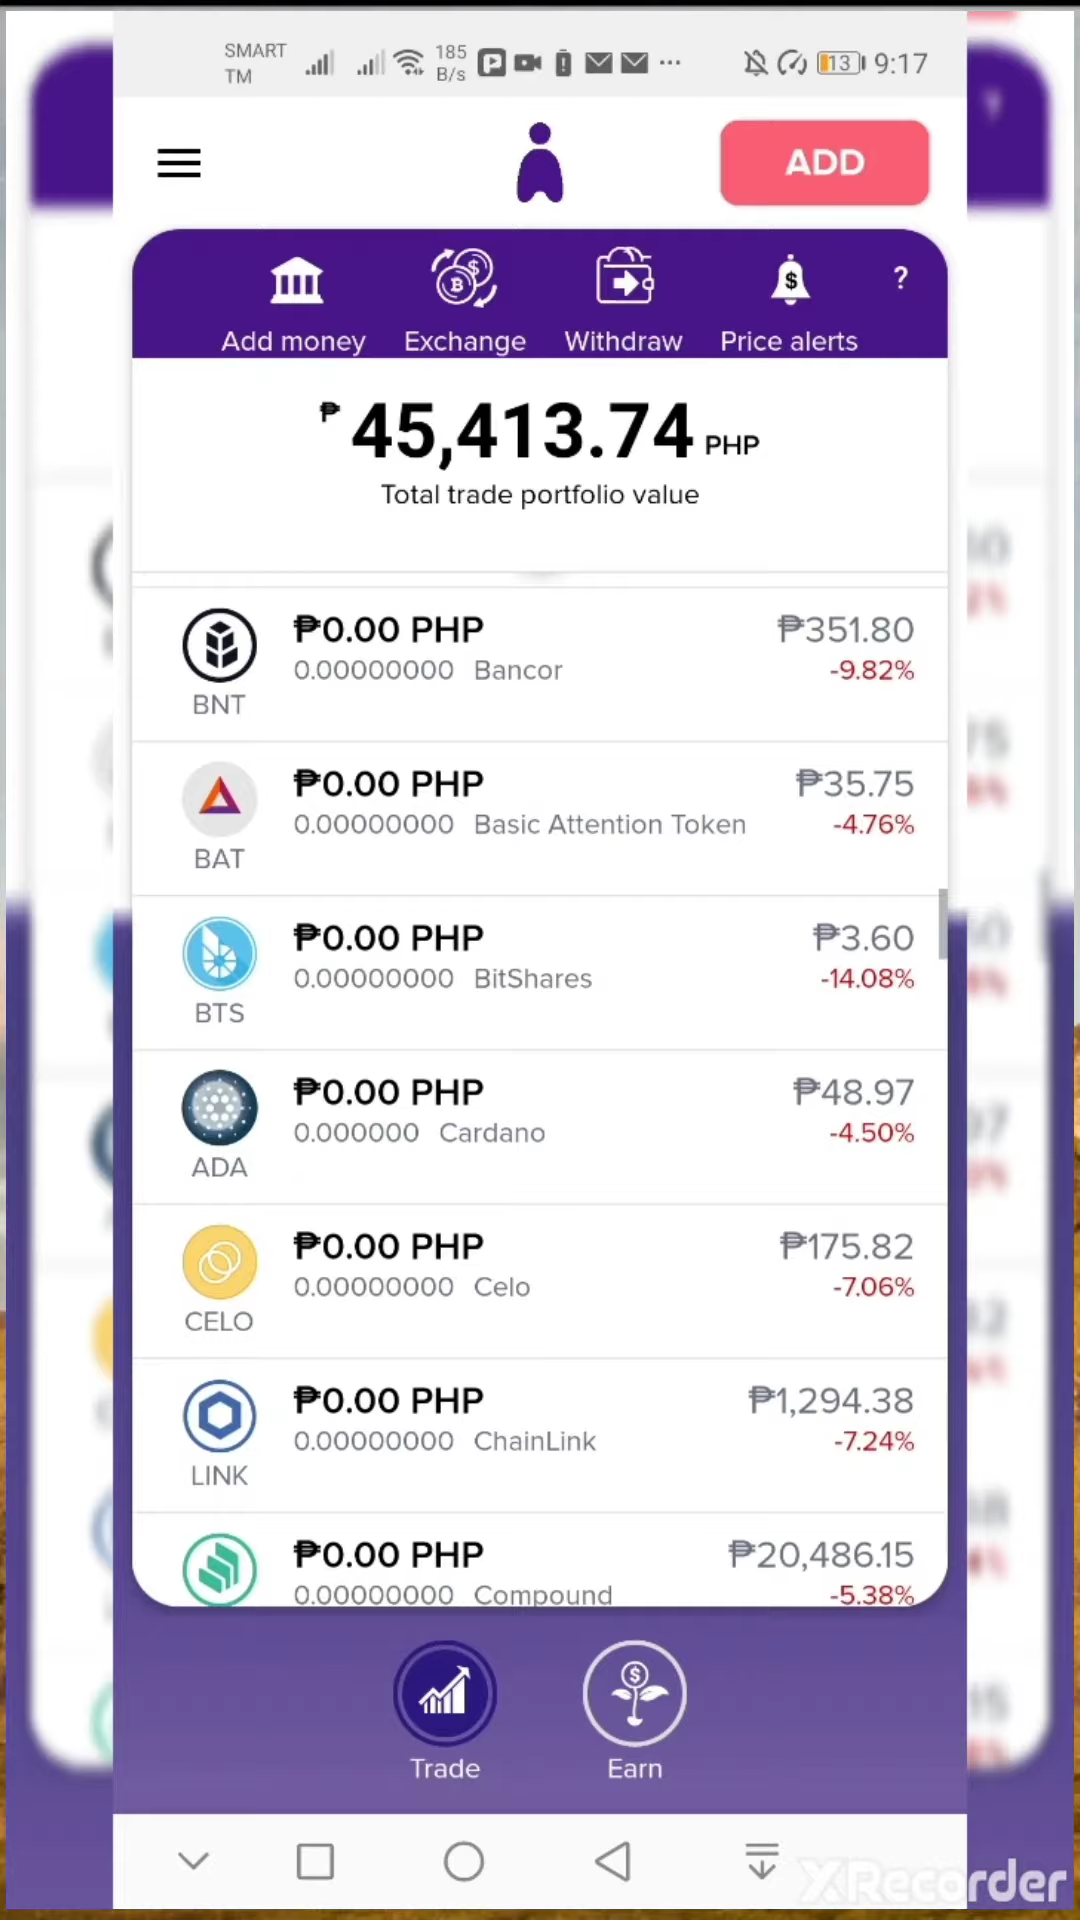 SMART
TM
185
B/s
13
9:17
ADD
Add money
Exchange
Withdraw
Price alerts
?
₱45,413.74 PHP
Total trade portfolio value
₱0.00 PHP ₱351.80
0.00000000 Bancor -9.82%
BNT
₱0.00 PHP ₱35.75
0.00000000 Basic Attention Token -4.76%
BAT
₱0.00 PHP ₱3.60
0.00000000 BitShares -14.08%
BTS
₱0.00 PHP ₱48.97
0.000000 Cardano -4.50%
ADA
₱0.00 PHP ₱175.82
0.00000000 Celo -7.06%
CELO
₱0.00 PHP ₱1,294.38
0.00000000 ChainLink -7.24%
LINK
₱0.00 PHP ₱20,486.15
0.00000000 Compound -5.38%
Trade
Earn
XRecorder